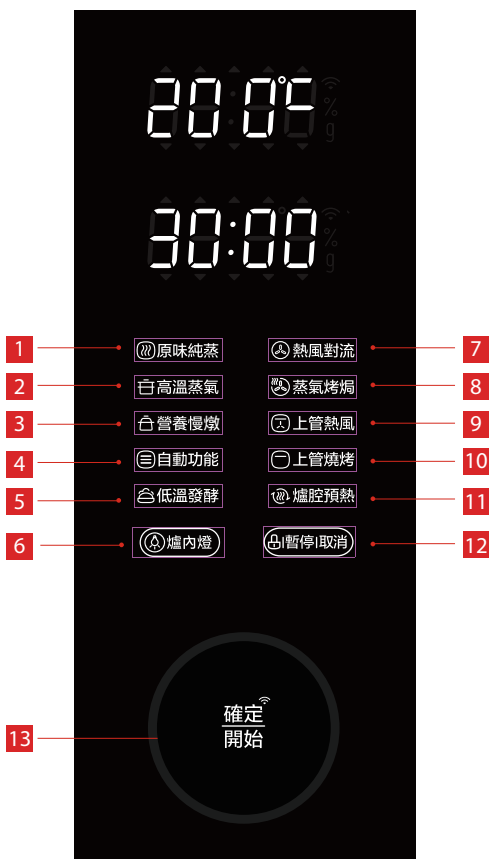 200°C
%
g
30:00
%
g
1 原味純蒸 熱風對流 7
2 高溫蒸氣 蒸氣烤焗 8
3 營養慢燉 上管熱風 9
4 自動功能 上管燒烤 10
5 低溫發酵 爐腔預熱 11
6 爐內燈 暫停|取消 12
13 確定
開始